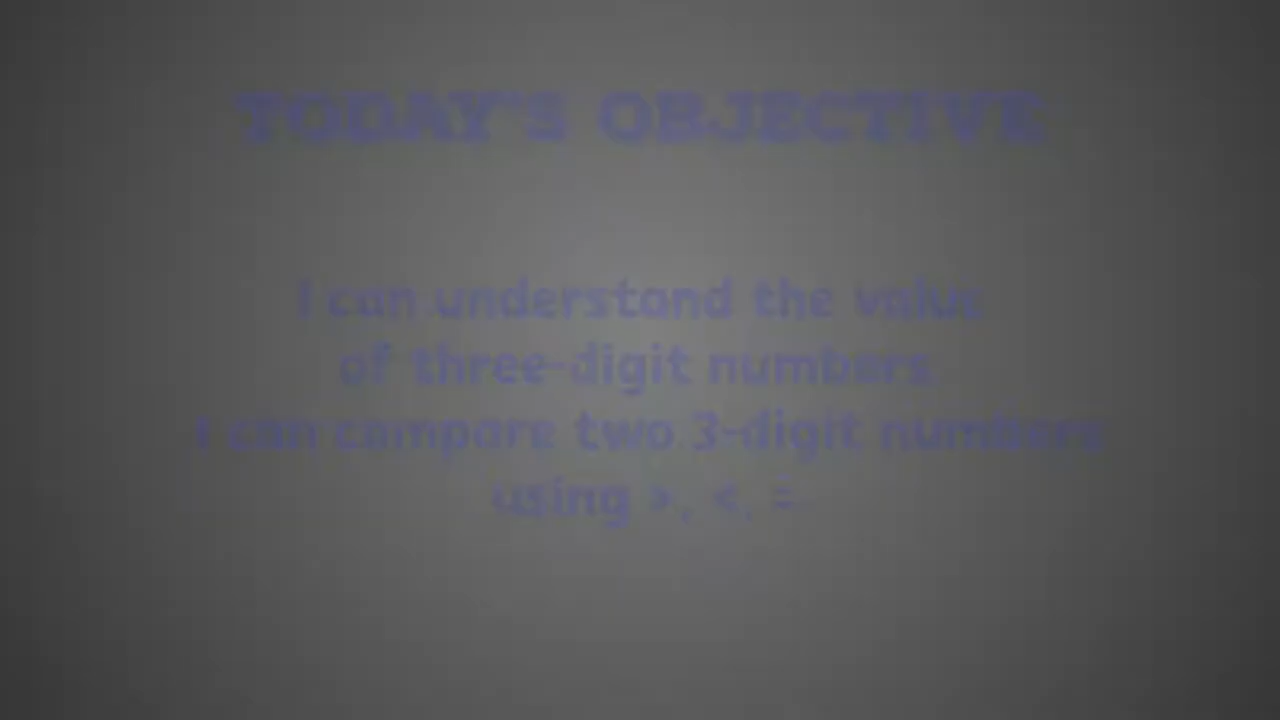 TODAY'S OBJECTIVE
I can understand the value
of three-digit numbers.
I can compare two 3-digit numbers
using >, <, =